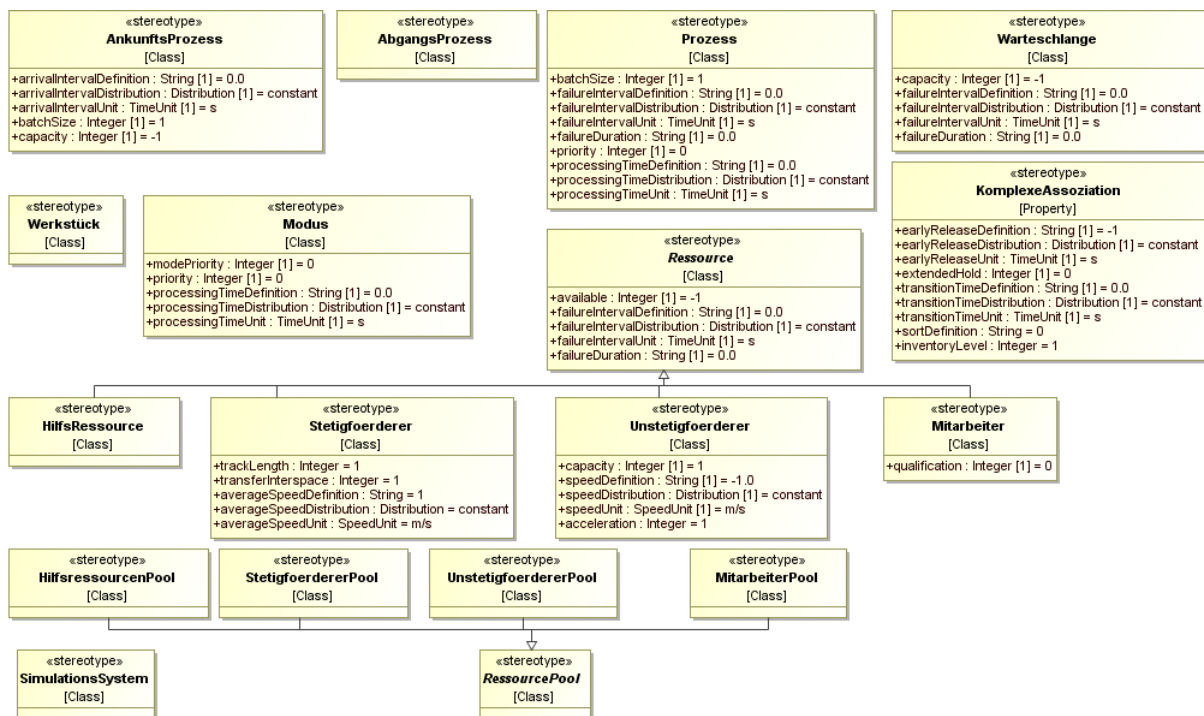 «stereotype»
AnkunftsProzess
[Class]
+arrivalIntervalDefinition : String [1] = 0.0
+arrivalIntervalDistribution : Distribution [1] = constant
+arrivalIntervalUnit : TimeUnit [1] = s
+batchSize : Integer [1] = 1
+capacity : Integer [1] = -1
«stereotype»
AbgangsProzess
[Class]
«stereotype»
Prozess
[Class]
+batchSize : Integer [1] = 1
+failureIntervalDefinition : String [1] = 0.0
+failureIntervalDistribution : Distribution [1] = constant
+failureIntervalUnit : TimeUnit [1] = s
+failureDuration : String [1] = 0.0
+priority : Integer [1] = 0
+processingTimeDefinition : String [1] = 0.0
+processingTimeDistribution : Distribution [1] = constant
+processingTimeUnit : TimeUnit [1] = s
«stereotype»
Warteschlange
[Class]
+capacity : Integer [1] = -1
+failureIntervalDefinition : String [1] = 0.0
+failureIntervalDistribution : Distribution [1] = constant
+failureIntervalUnit : TimeUnit [1] = s
+failureDuration : String [1] = 0.0
«stereotype»
Werkstück
[Class]
«stereotype»
Modus
[Class]
+modePriority : Integer [1] = 0
+priority : Integer [1] = 0
+processingTimeDefinition : String [1] = 0.0
+processingTimeDistribution : Distribution [1] = constant
+processingTimeUnit : TimeUnit [1] = s
«stereotype»
Ressource
[Class]
+available : Integer [1] = -1
+failureIntervalDefinition : String [1] = 0.0
+failureIntervalDistribution : Distribution [1] = constant
+failureIntervalUnit : TimeUnit [1] = s
+failureDuration : String [1] = 0.0
«stereotype»
KomplexeAssoziation
[Property]
+earlyReleaseDefinition : String [1] = -1
+earlyReleaseDistribution : Distribution [1] = constant
+earlyReleaseUnit : TimeUnit [1] = s
+extendedHold : Integer [1] = 0
+transitionTimeDefinition : String [1] = 0.0
+transitionTimeDistribution : Distribution [1] = constant
+transitionTimeUnit : TimeUnit [1] = s
+sortDefinition : String = 0
+inventoryLevel : Integer = 1
«stereotype»
HilfsRessource
[Class]
«stereotype»
Stetigfoerderer
[Class]
+trackLength : Integer = 1
+transferInterspace : Integer = 1
+averageSpeedDefinition : String = 1
+averageSpeedDistribution : Distribution = constant
+averageSpeedUnit : SpeedUnit = m/s
«stereotype»
Unstetigfoerderer
[Class]
+capacity : Integer [1] = 1
+speedDefinition : String [1] = -1.0
+speedDistribution : Distribution [1] = constant
+speedUnit : SpeedUnit [1] = m/s
+acceleration : Integer = 1
«stereotype»
Mitarbeiter
[Class]
+qualification : Integer [1] = 0
«stereotype»
HilfsressourcenPool
[Class]
«stereotype»
StetigfoerdererPool
[Class]
«stereotype»
UnstetigfoerdererPool
[Class]
«stereotype»
MitarbeiterPool
[Class]
«stereotype»
SimulationsSystem
[Class]
«stereotype»
RessourcePool
[Class]